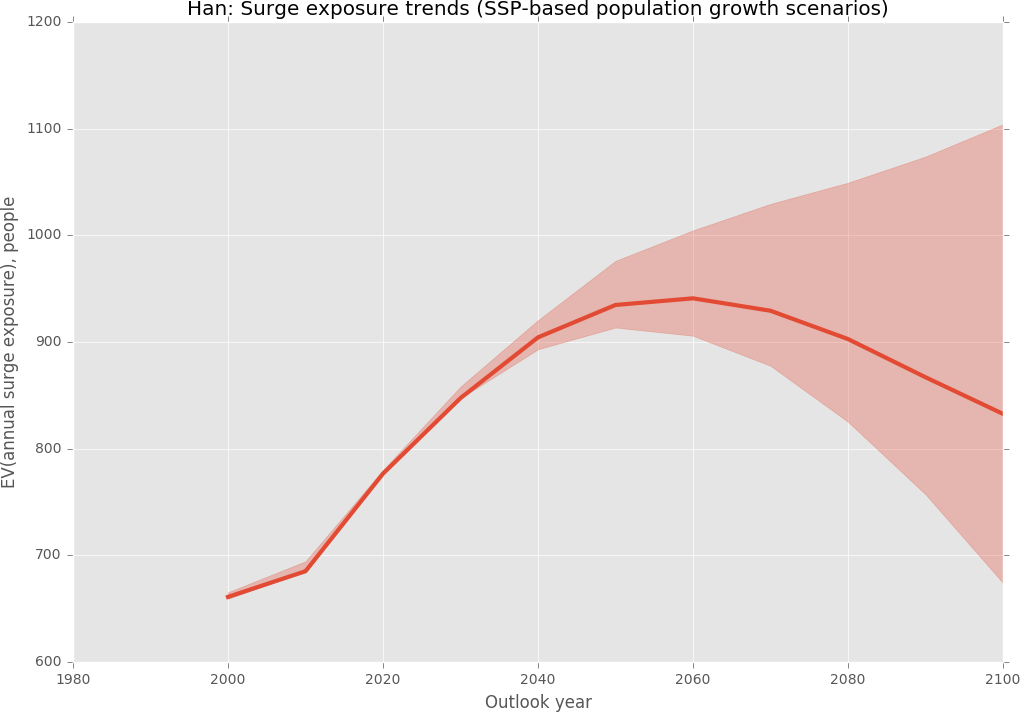 Han: Surge exposure trends (SSP-based population growth scenarios)
EV(annual surge exposure), people
1200
1100
1000
900
800
700
600
1980 2000 2020 2040 2060 2080 2100
Outlook year